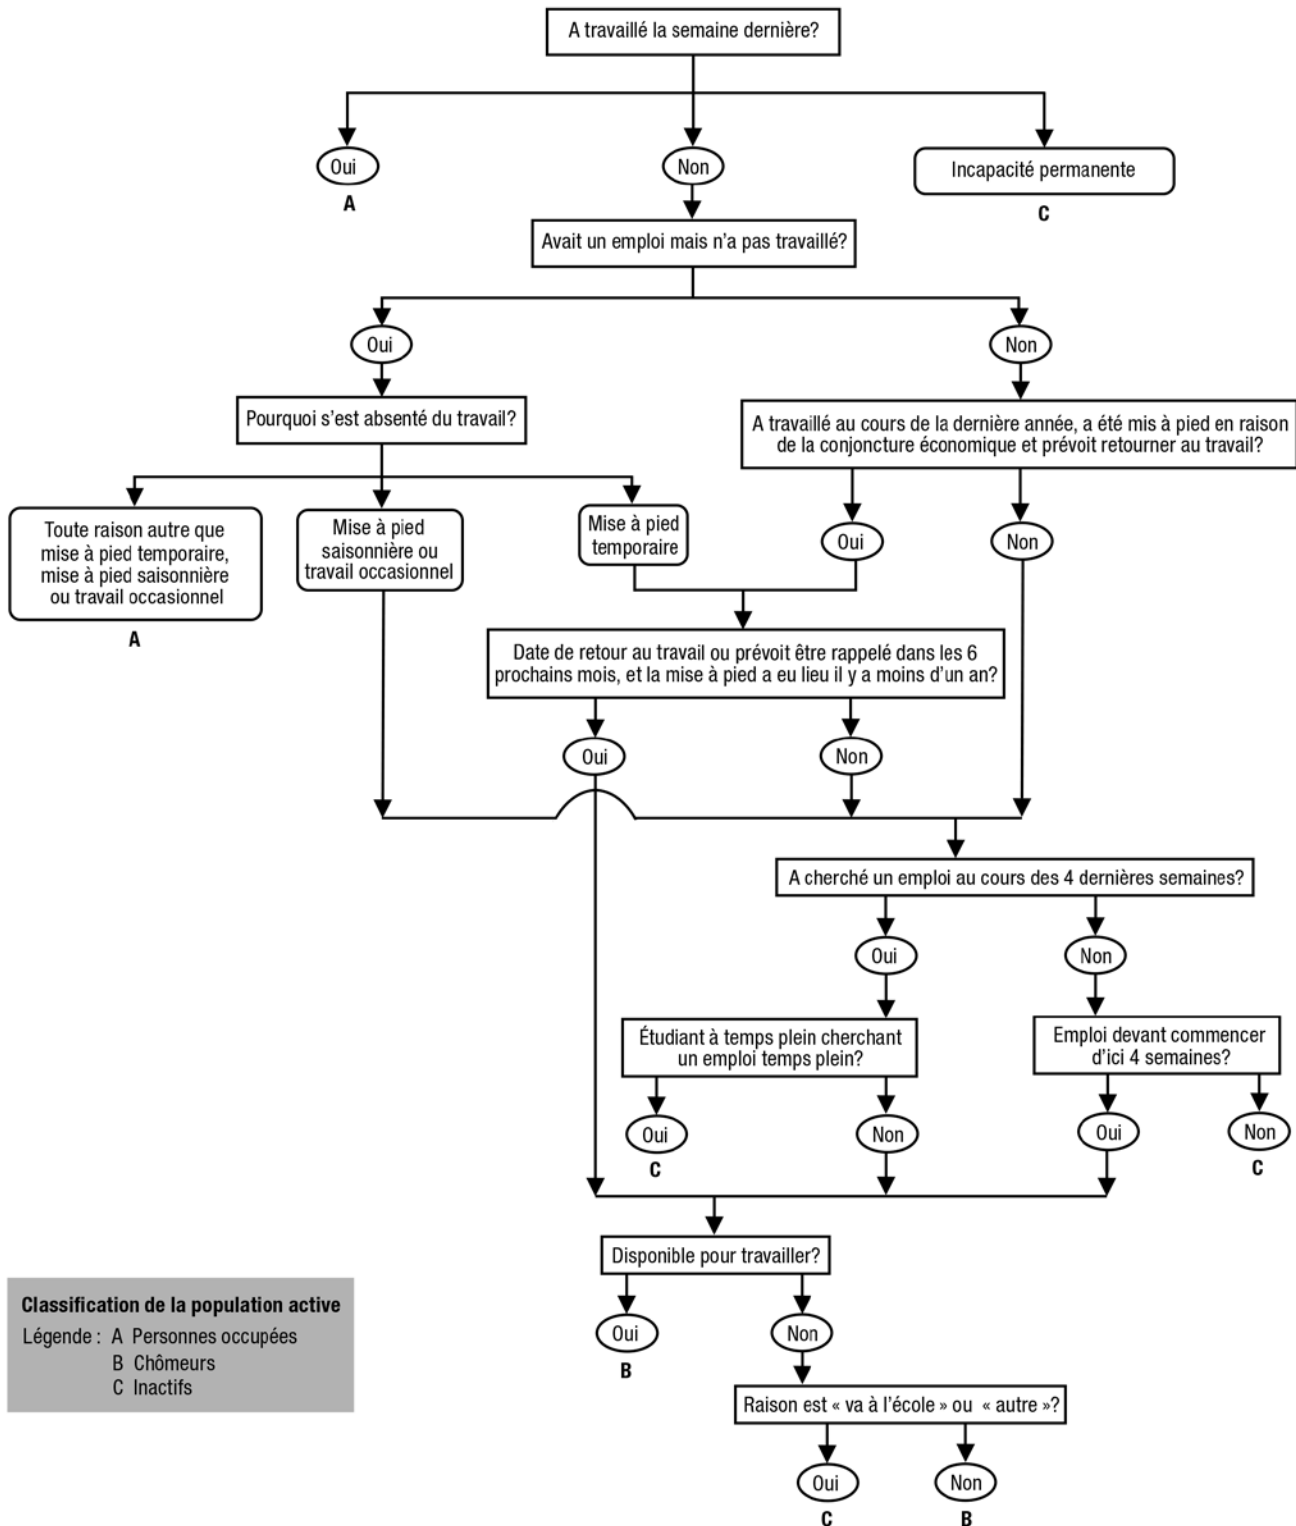 A travaillé la semaine dernière?
Oui
Non
Incapacité permanente
A
C
Avait un emploi mais n'a pas travaillé?
Oui
Non
Pourquoi s'est absenté du travail?
A travaillé au cours de la dernière année, a été mis à pied en raison
de la conjoncture économique et prévoit retourner au travail?
Toute raison autre que
mise à pied temporaire,
mise à pied saisonnière
ou travail occasionnel
A
Mise à pied
saisonnière ou
travail occasionnel
Mise à pied
temporaire
Oui
Non
Date de retour au travail ou prévoit être rappelé dans les 6
prochains mois, et la mise à pied a eu lieu il y a moins d'un an?
Oui
Non
A cherché un emploi au cours des 4 dernières semaines?
Oui
Non
Étudiant à temps plein cherchant
un emploi temps plein?
Emploi devant commencer
d'ici 4 semaines?
Oui
C
Non
Oui
Non
C
Disponible pour travailler?
Oui
B
Non
Raison est « va à l'école » ou « autre »?
Oui
C
Non
B
Classification de la population active
Légende : A Personnes occupées
B Chômeurs
C Inactifs